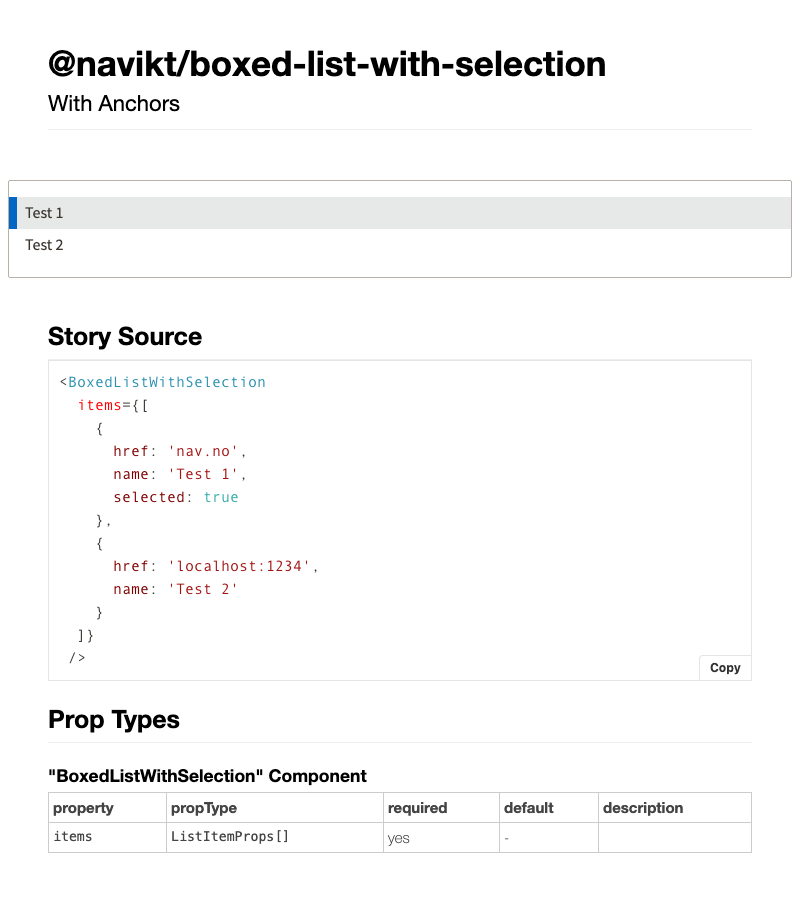 @navikt/boxed-list-with-selection
With Anchors
Test 1
Test 2
Story Source
<BoxedListWithSelection
  items={[
    {
      href: 'nav.no',
      name: 'Test 1',
      selected: true
    },
    {
      href: 'localhost:1234',
      name: 'Test 2'
    }
  ]}
 />
Copy
Prop Types
"BoxedListWithSelection" Component
property propType required default description
items ListItemProps[] yes -